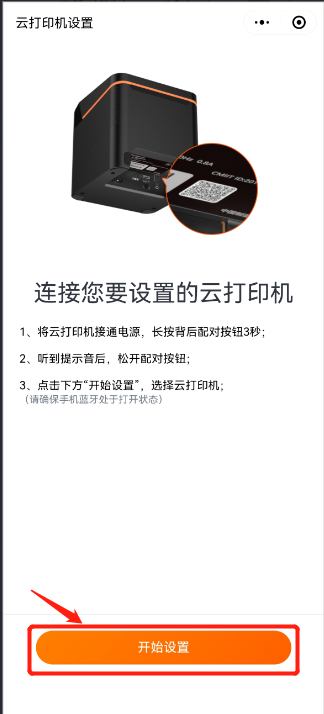 云打印机设置
0Hz 0.8A
CMIIT ID:201
连接您要设置的云打印机
1、将云打印机接通电源，长按背后配对按钮3秒；
2、听到提示音后，松开配对按钮；
3、点击下方“开始设置”，选择云打印机；
（请确保手机蓝牙处于打开状态）
开始设置